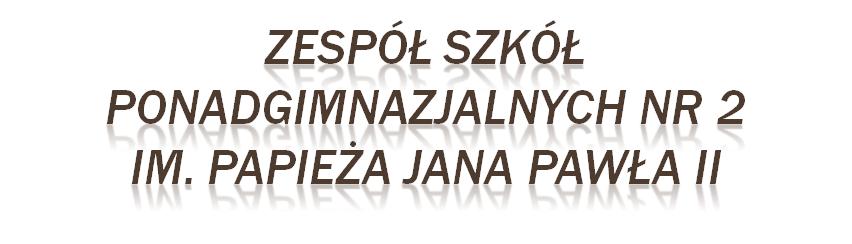 ZESPÓŁ SZKÓŁ
PONADGIMNAZJALNYCH NR 2
IM. PAPIEŻA JANA PAWŁA II